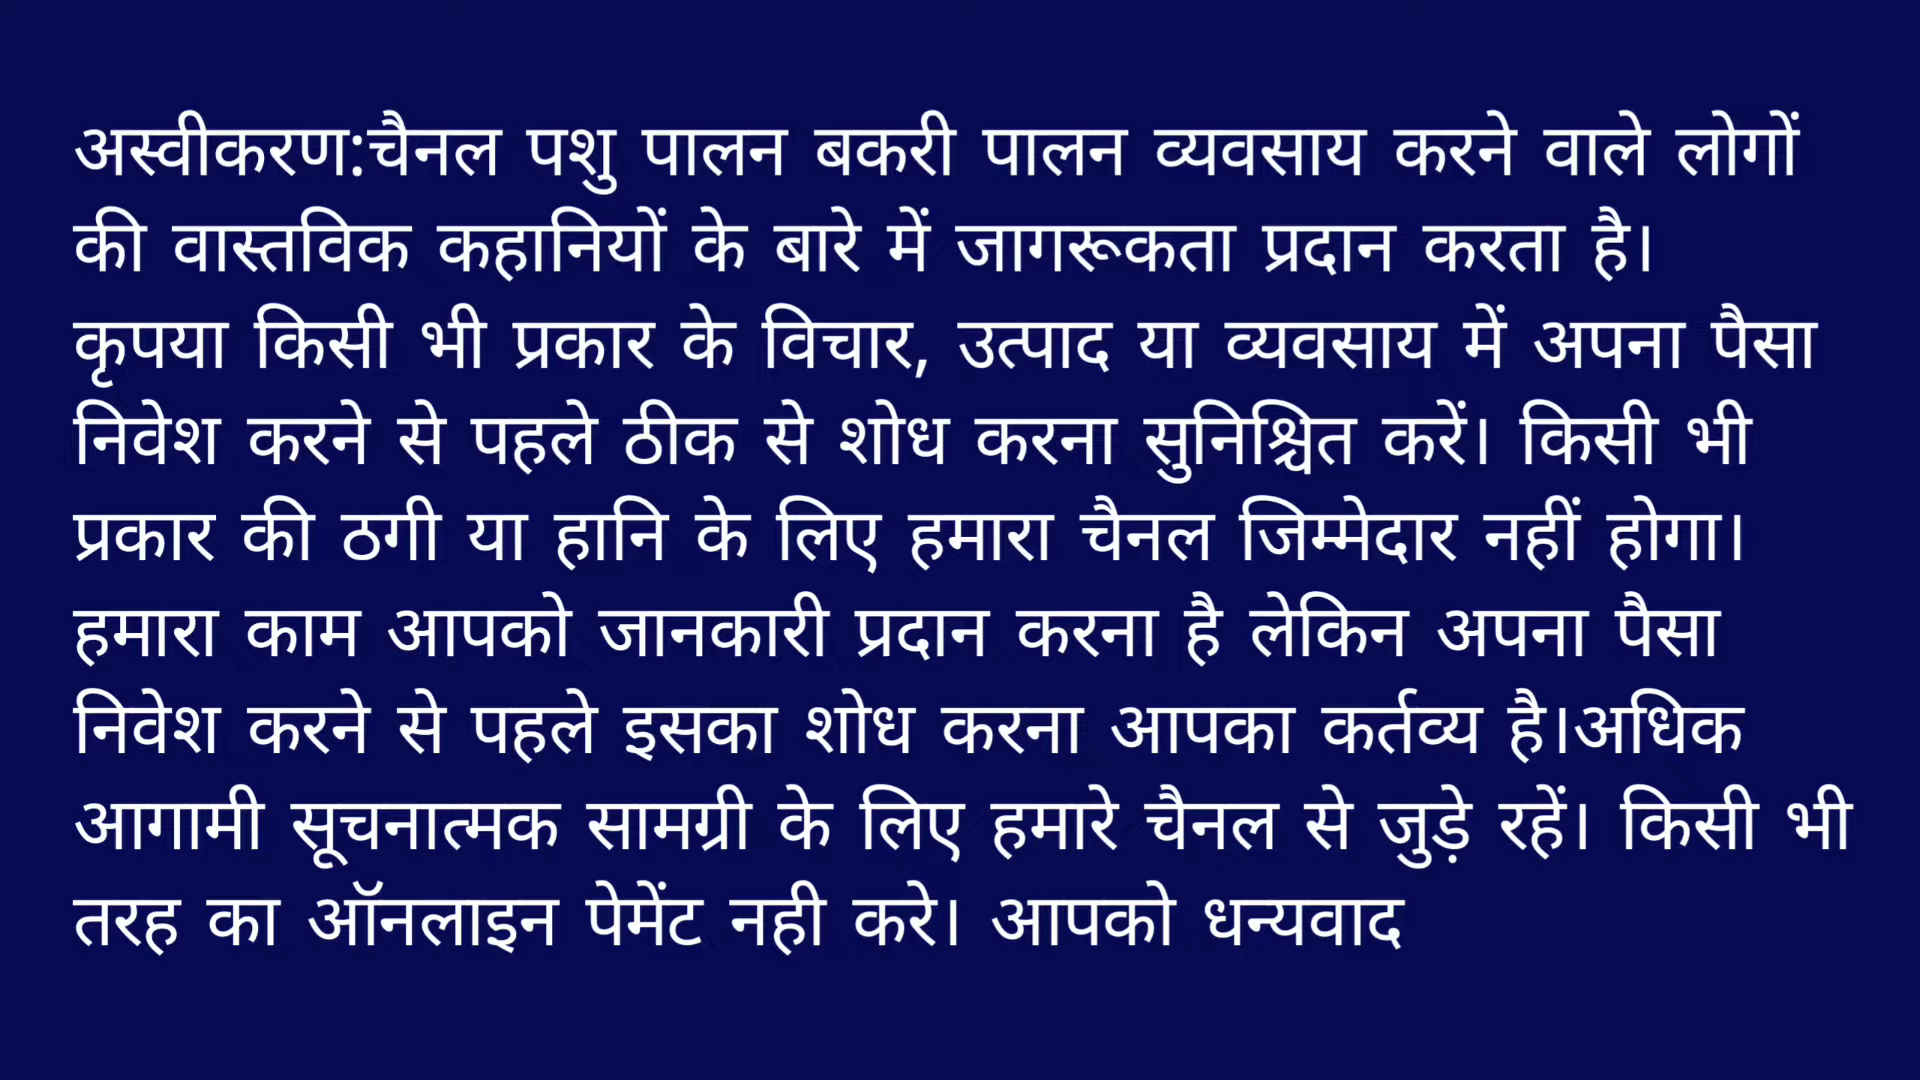 अस्वीकरण:चैनल पशु पालन बकरी पालन व्यवसाय करने वाले लोगों
की वास्तविक कहानियों के बारे में जागरूकता प्रदान करता है।
कृपया किसी भी प्रकार के विचार, उत्पाद या व्यवसाय में अपना पैसा
निवेश करने से पहले ठीक से शोध करना सुनिश्चित करें। किसी भी
प्रकार की ठगी या हानि के लिए हमारा चैनल जिम्मेदार नहीं होगा।
हमारा काम आपको जानकारी प्रदान करना है लेकिन अपना पैसा
निवेश करने से पहले इसका शोध करना आपका कर्तव्य है।अधिक
आगामी सूचनात्मक सामग्री के लिए हमारे चैनल से जुड़े रहें। किसी भी
तरह का ऑनलाइन पेमेंट नही करे। आपको धन्यवाद